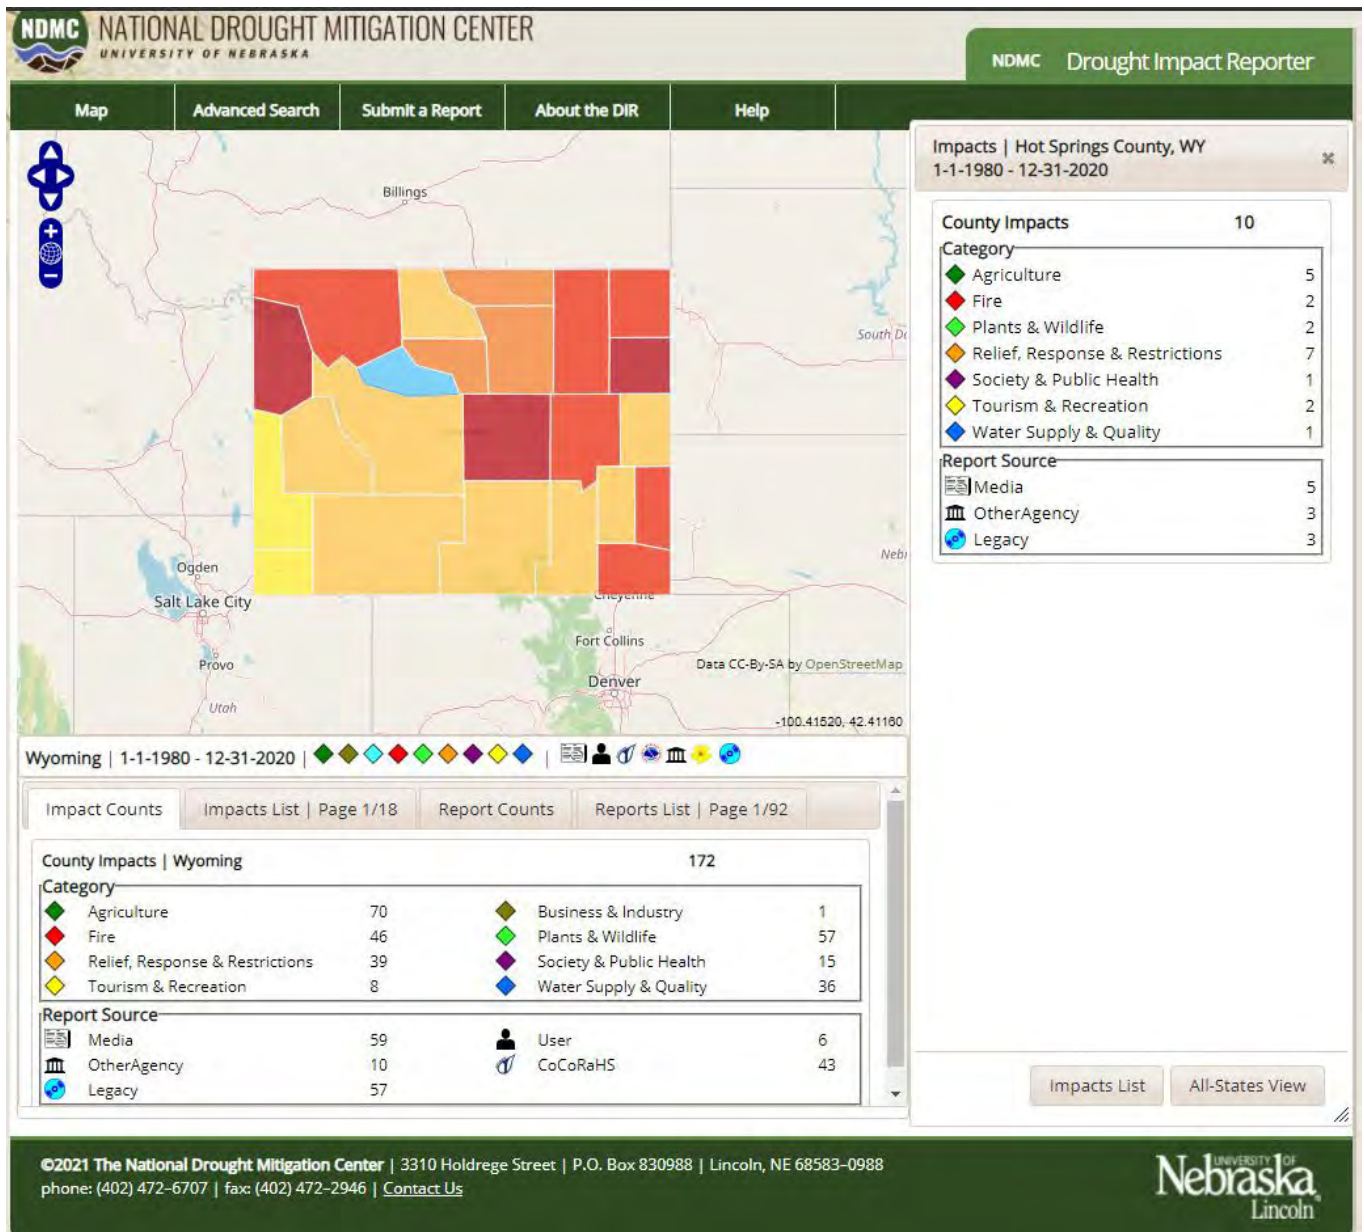 NDMC NATIONAL DROUGHT MITIGATION CENTER
UNIVERSITY OF NEBRASKA
NDMC Drought Impact Reporter
Map Advanced Search Submit a Report About the DIR Help
Impacts | Hot Springs County, WY
1-1-1980 - 12-31-2020
County Impacts 10
Category
Agriculture 5
Fire 2
Plants & Wildlife 2
Relief, Response & Restrictions 7
Society & Public Health 1
Tourism & Recreation 2
Water Supply & Quality 1
Report Source
Media 5
OtherAgency 3
Legacy 3
Billings
South Da
Nebr
Ogden
Salt Lake City
Cheyenne
Fort Collins
Provo
Data CC-By-SA by OpenStreetMap
Denver
Utah
-100.41520, 42.41160
Wyoming | 1-1-1980 - 12-31-2020 |
Impact Counts Impacts List | Page 1/18 Report Counts Reports List | Page 1/92
County Impacts | Wyoming 172
Category
Agriculture 70 Business & Industry 1
Fire 46 Plants & Wildlife 57
Relief, Response & Restrictions 39 Society & Public Health 15
Tourism & Recreation 8 Water Supply & Quality 36
Report Source
Media 59 User 6
OtherAgency 10 CoCoRaHS 43
Legacy 57
Impacts List All-States View
©2021 The National Drought Mitigation Center | 3310 Holdrege Street | P.O. Box 830988 | Lincoln, NE 68583–0988
phone: (402) 472–6707 | fax: (402) 472–2946 | Contact Us
UNIVERSITY OF
Nebraska
Lincoln